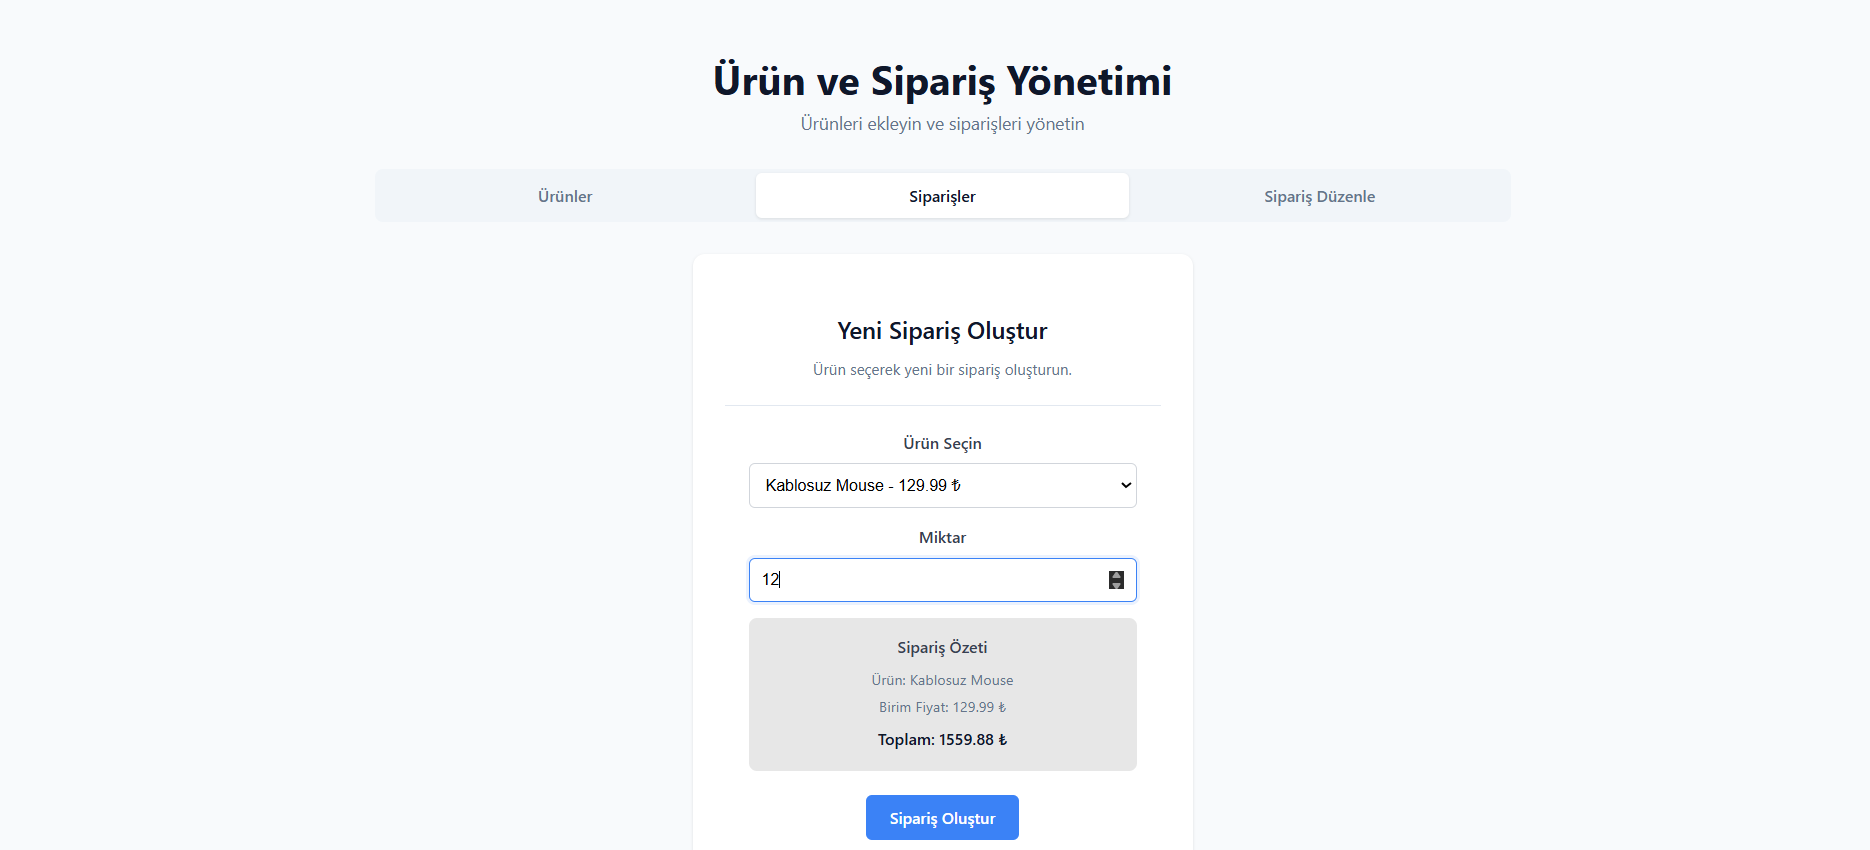 Ürün ve Sipariş Yönetimi
Ürünleri ekleyin ve siparişleri yönetin
Ürünler
Siparişler
Sipariş Düzenle
Yeni Sipariş Oluştur
Ürün seçerek yeni bir sipariş oluşturun.
Ürün Seçin
Kablosuz Mouse - 129.99 ₺
Miktar
12
Sipariş Özeti
Ürün: Kablosuz Mouse
Birim Fiyat: 129.99 ₺
Toplam: 1559.88 ₺
Sipariş Oluştur